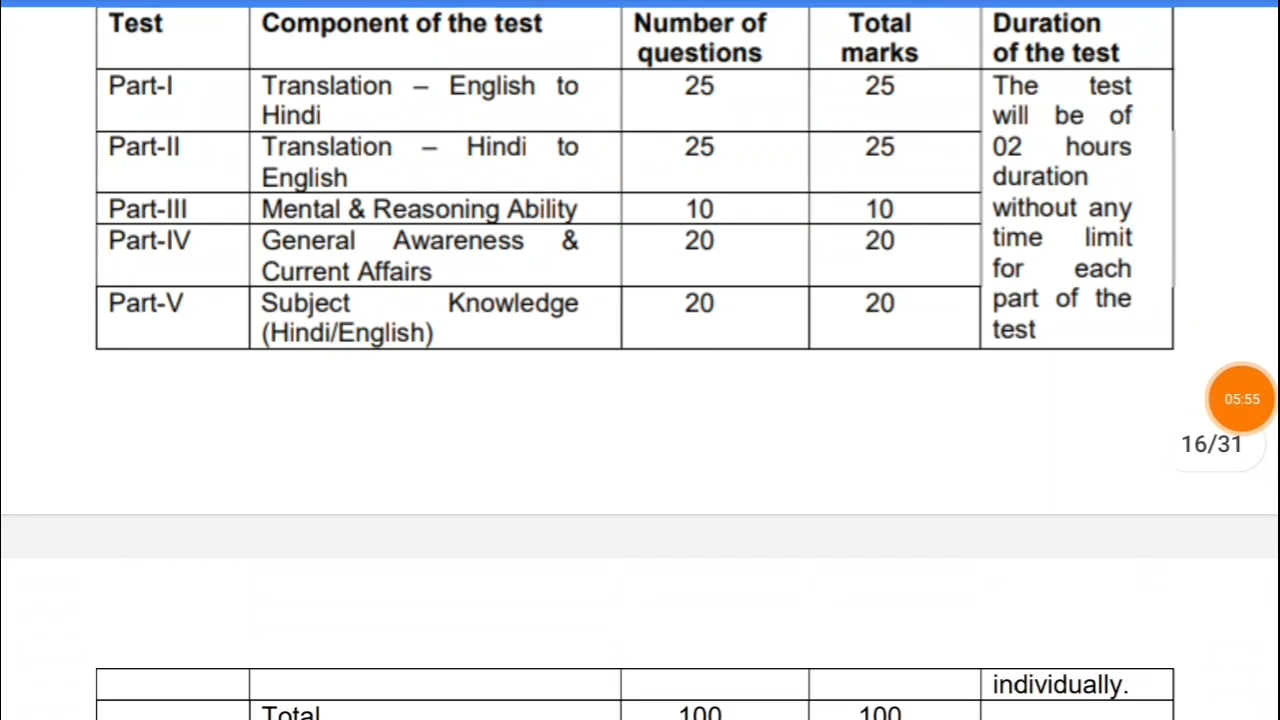 Test Component of the test Number of questions Total marks Duration of the test
Part-I Translation – English to Hindi 25 25 The test will be of 02 hours duration without any time limit for each part of the test
Part-II Translation – Hindi to English 25 25
Part-III Mental & Reasoning Ability 10 10
Part-IV General Awareness & Current Affairs 20 20
Part-V Subject Knowledge (Hindi/English) 20 20
05:55
16/31
individually.
Total 100 100